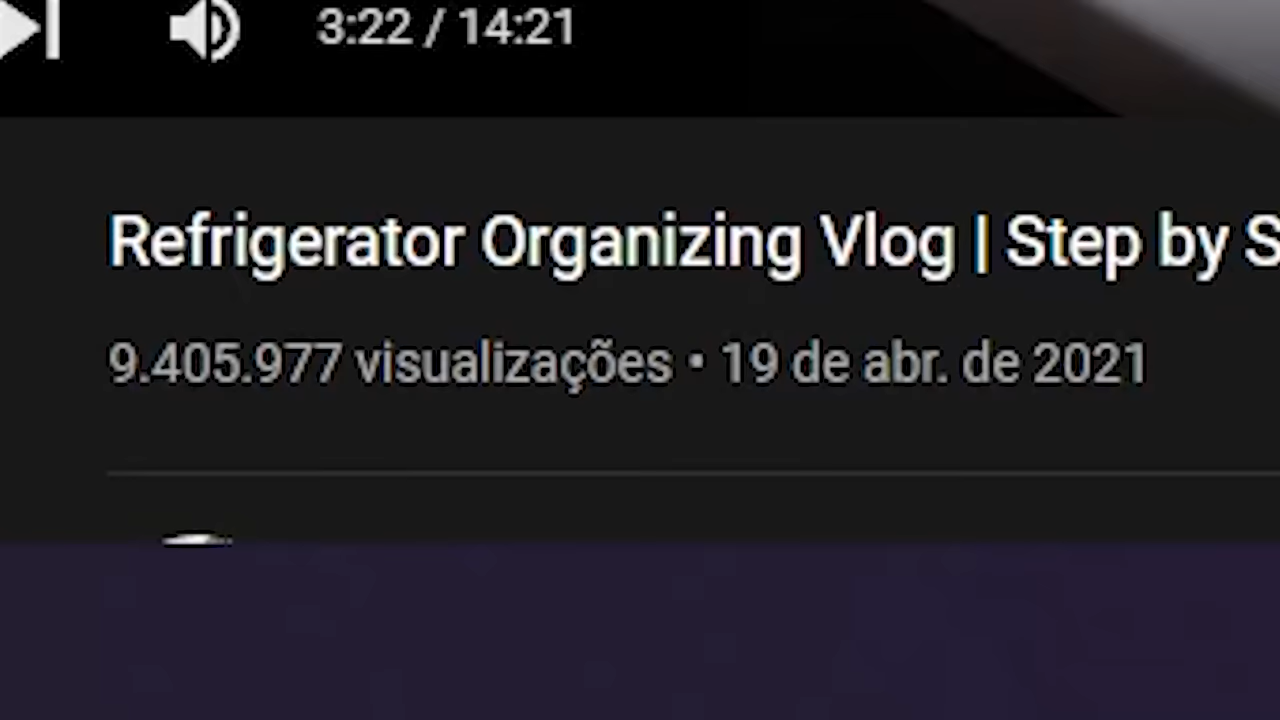 3:22 / 14:21
Refrigerator Organizing Vlog | Step by S
9.405.977 visualizações • 19 de abr. de 2021